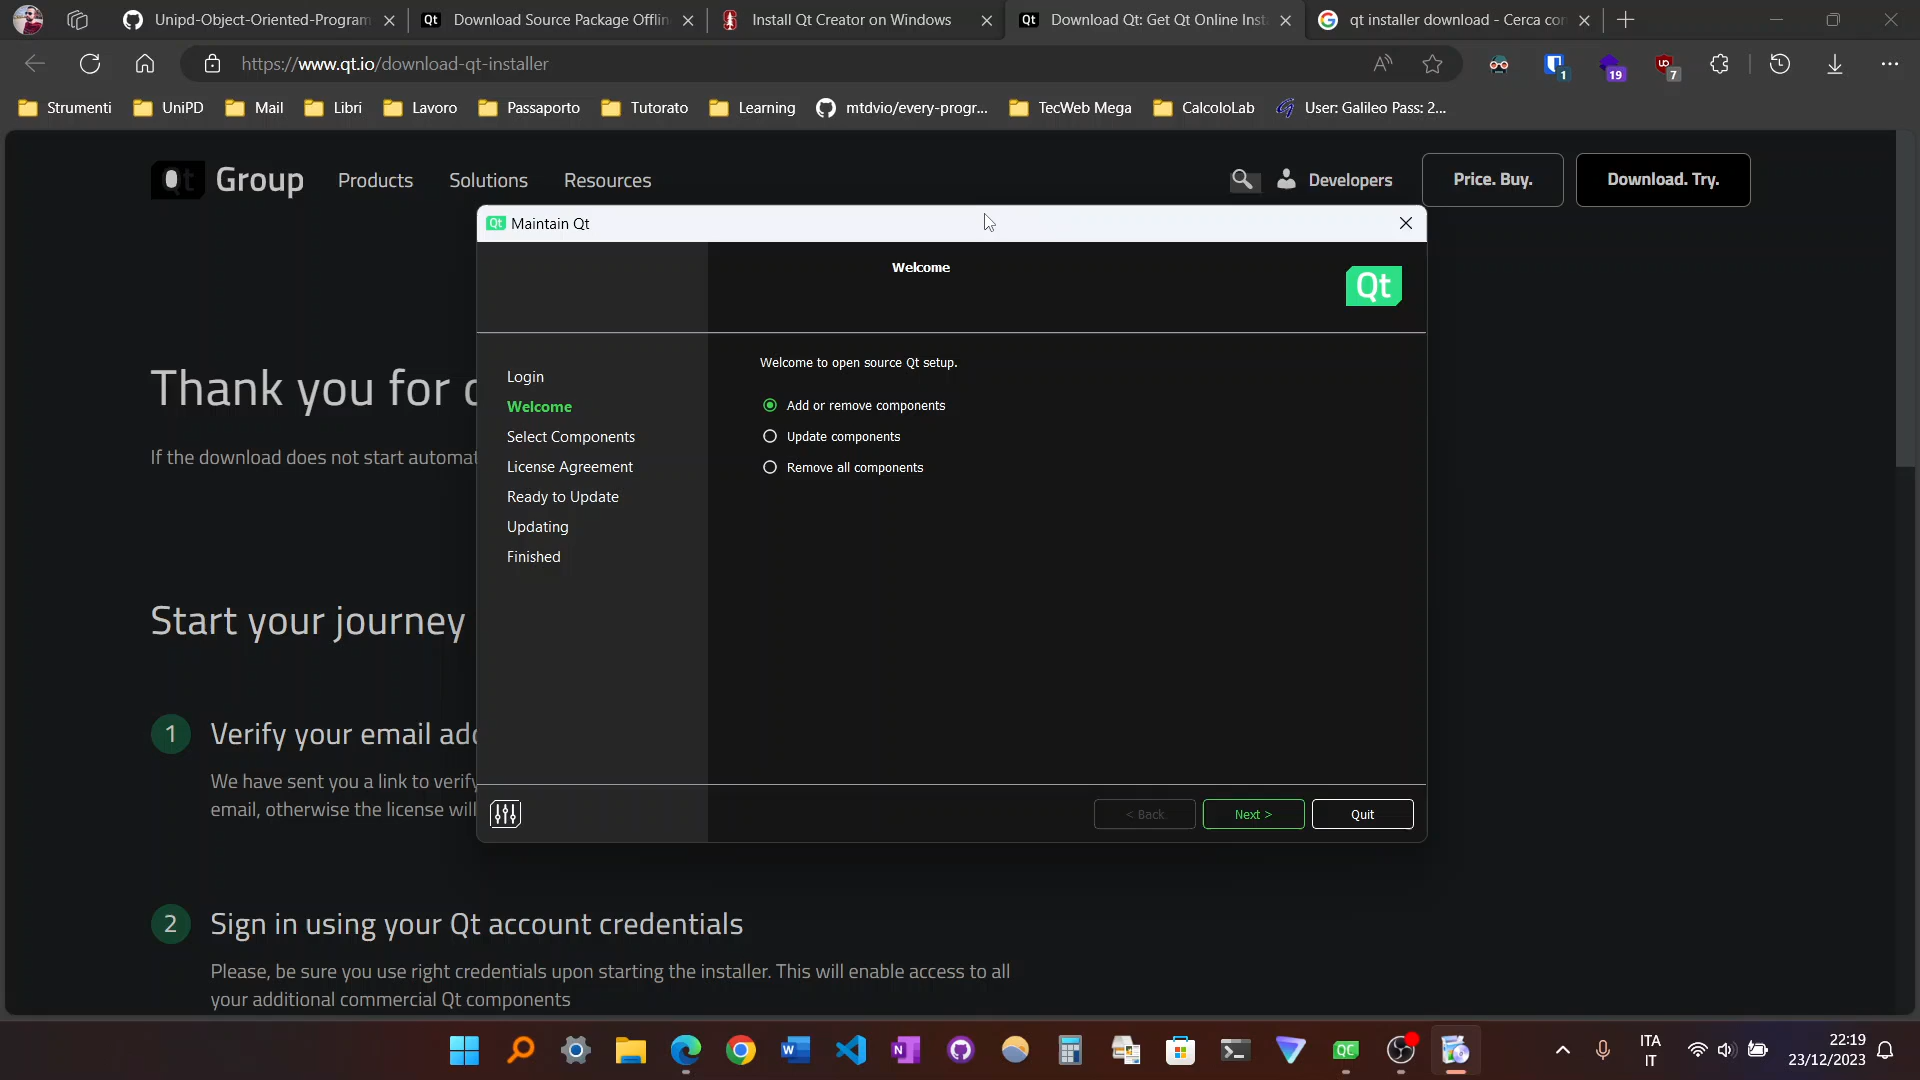 Unipd-Object-Oriented-Program
Download Source Package Offlin
Install Qt Creator on Windows
Download Qt: Get Qt Online Inst
qt installer download - Cerca con
https://www.qt.io/download-qt-installer
1
19
7
Strumenti
UniPD
Mail
Libri
Lavoro
Passaporto
Tutorato
Learning
mtdvio/every-progr...
TecWeb Mega
CalcoloLab
User: Galileo Pass: 2...
Qt Group
Products
Solutions
Resources
Developers
Price. Buy.
Download. Try.
Qt Maintain Qt
Welcome
Qt
Thank you for
If the download does not start automat
Login
Welcome
Select Components
License Agreement
Ready to Update
Updating
Finished
Welcome to open source Qt setup.
Add or remove components
Update components
Remove all components
Start your journey
1 Verify your email
We have sent you a link to verify
email, otherwise the license will
< Back
Next >
Quit
2 Sign in using your Qt account credentials
Please, be sure you use right credentials upon starting the installer. This will enable access to all
your additional commercial Qt components
ITA
IT
22:19
23/12/2023